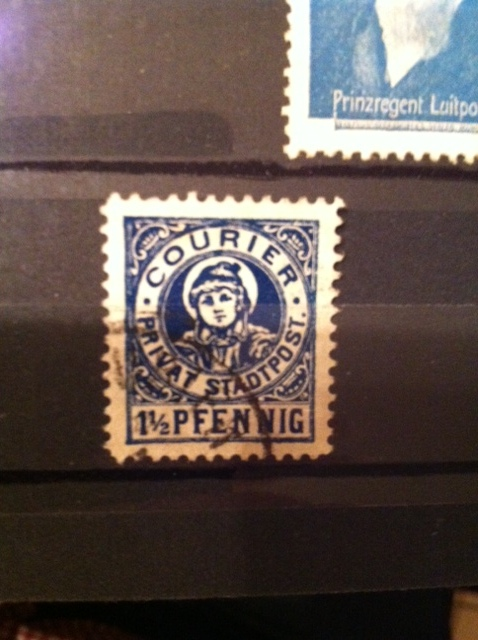 Prinzregent Luitpo
COURIER
PRIVAT STADTPOST.
1½ PFENNIG